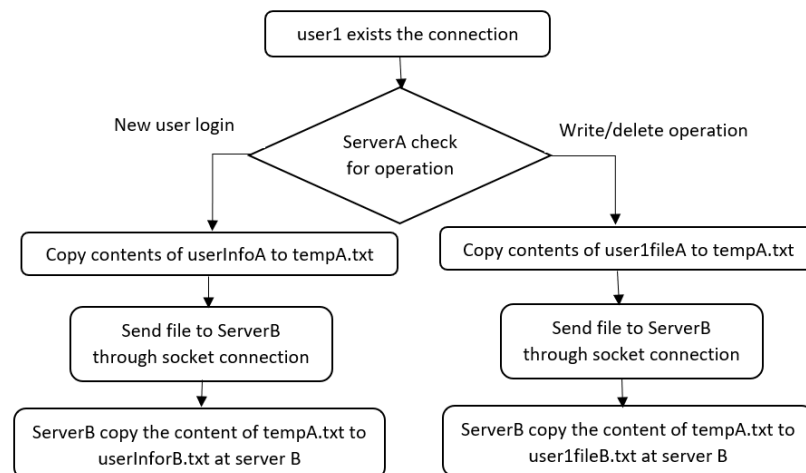 user1 exists the connection
New user login
ServerA check
for operation
Write/delete operation
Copy contents of userInfoA to tempA.txt
Copy contents of user1fileA to tempA.txt
Send file to ServerB
through socket connection
Send file to ServerB
through socket connection
ServerB copy the content of tempA.txt to
userInforB.txt at server B
ServerB copy the content of tempA.txt to
user1fileB.txt at server B